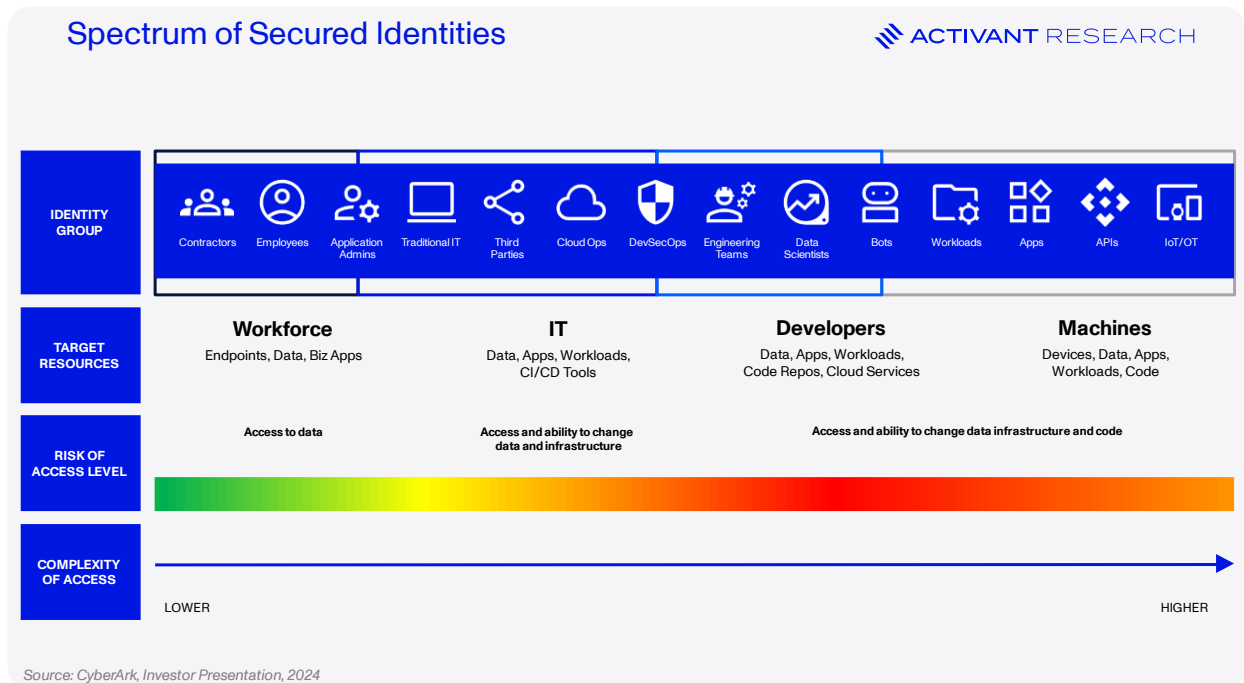 Spectrum of Secured Identities
ACTIVANT RESEARCH
IDENTITY
GROUP
Contractors
Employees
Application
Admins
Traditional IT
Third
Parties
Cloud Ops
DevSecOps
Engineering
Teams
Data
Scientists
Bots
Workloads
Apps
APIs
IoT/OT
TARGET
RESOURCES
Workforce
Endpoints, Data, Biz Apps
IT
Data, Apps, Workloads,
CI/CD Tools
Developers
Data, Apps, Workloads,
Code Repos, Cloud Services
Machines
Devices, Data, Apps,
Workloads, Code
RISK OF
ACCESS LEVEL
Access to data
Access and ability to change
data and infrastructure
Access and ability to change data infrastructure and code
COMPLEXITY
OF ACCESS
LOWER
HIGHER
Source: CyberArk, Investor Presentation, 2024